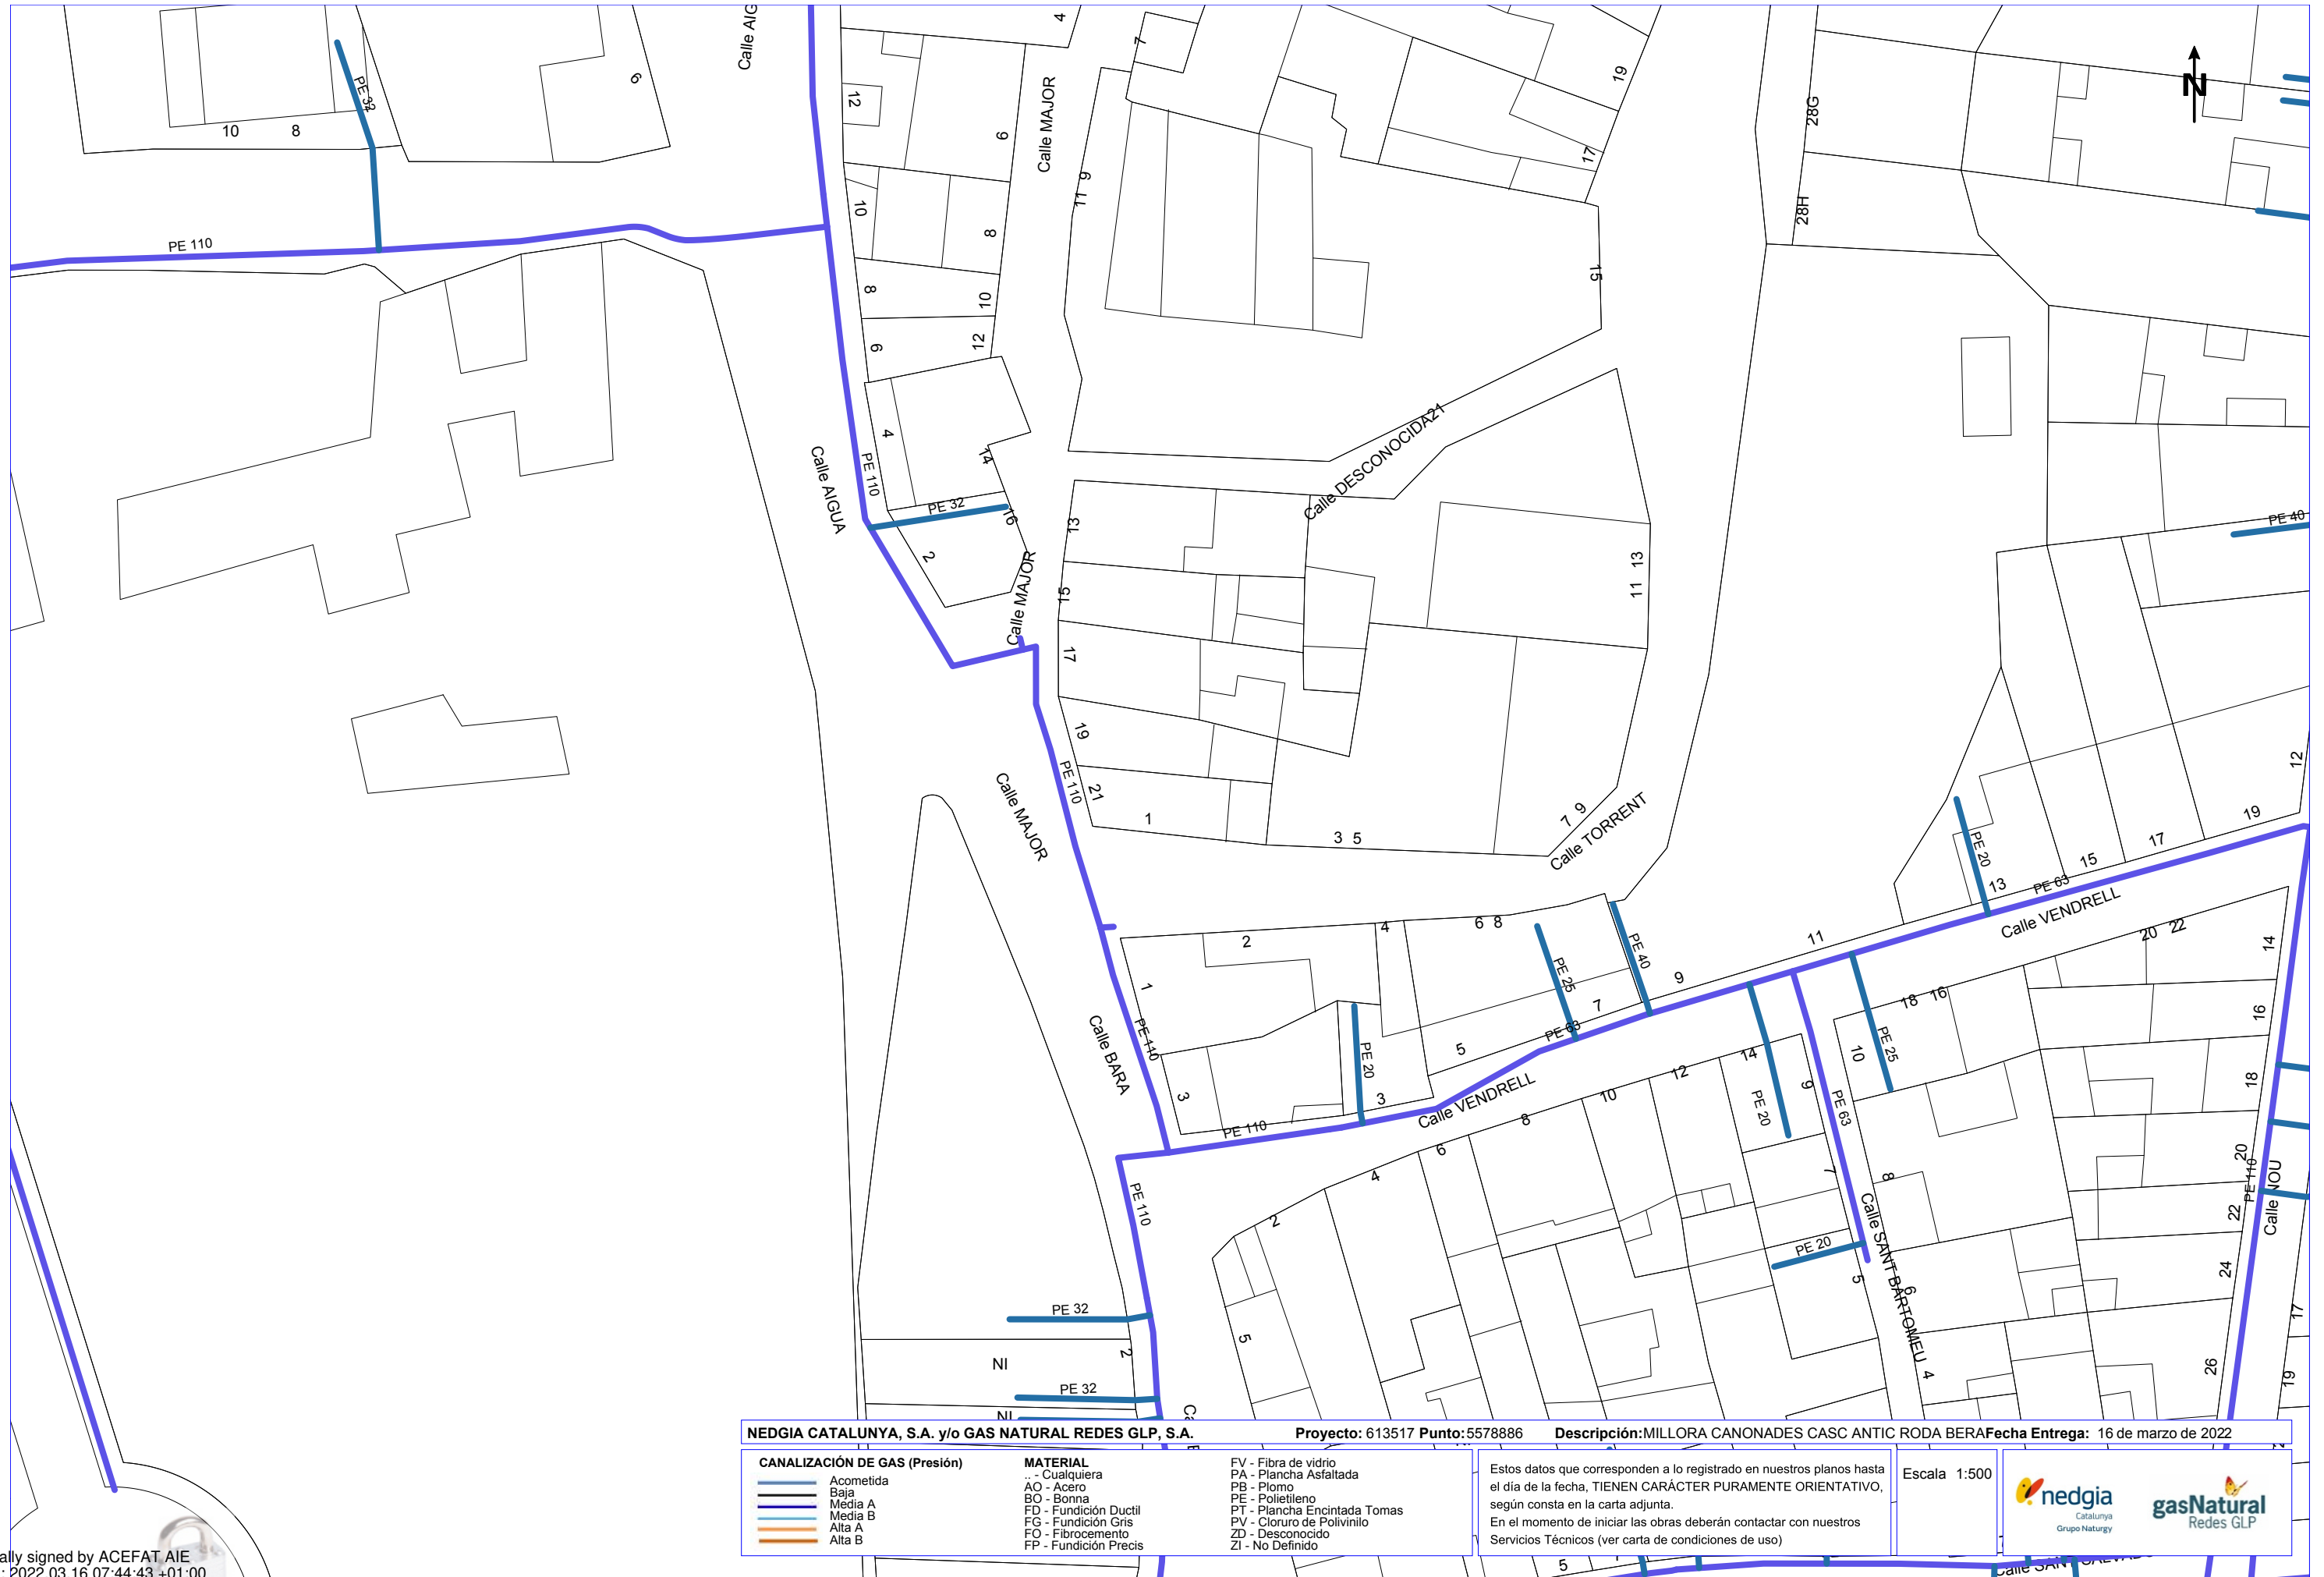 Calle AIG
4
7
19
N
PE 32
6
10 8
12
6
Calle MAJOR
9
11
17
28G
28H
10
8
PE 110
15
8
10
6
12
4
14
Calle DESCONOCIDA21
PE 110
Calle AIGUA
PE 32
16
13
PE 40
2
Calle MAJOR
15
13
11
17
19
PE 110
21
1
3 5
7 9
Calle TORRENT
Calle MAJOR
12
19
17
15
13
PE 20
PE 63
Calle VENDRELL
2
4
6 8
11
20 22
14
PE 40
PE 25
9
7
1
18 16
16
PE 110
PE 63
5
PE 20
Calle BARA
10
PE 25
14
12
9
PE 63
18
3
3
Calle VENDRELL
10
PE 20
8
PE 110
6
20
PE 110
4
7
8
Calle NOU
PE 110
2
22
Calle SANT BARTOMEU
PE 20
5
24
6
PE 32
5
17
2
NI
4
26
19
PE 32
NI
NEDGIA CATALUNYA, S.A. y/o GAS NATURAL REDES GLP, S.A.
Proyecto: 613517 Punto:5578886
Descripción:MILLORA CANONADES CASC ANTIC RODA BERA
Fecha Entrega: 16 de marzo de 2022
CANALIZACIÓN DE GAS (Presión)
Acometida
Baja
Media A
Media B
Alta A
Alta B
MATERIAL
.. - Cualquiera
AO - Acero
BO - Bonna
FD - Fundición Ductil
FG - Fundición Gris
FO - Fibrocemento
FP - Fundición Precis
FV - Fibra de vidrio
PA - Plancha Asfaltada
PB - Plomo
PE - Polietileno
PT - Plancha Encintada Tomas
PV - Cloruro de Polivinilo
ZD - Desconocido
ZI - No Definido
Estos datos que corresponden a lo registrado en nuestros planos hasta
el día de la fecha, TIENEN CARÁCTER PURAMENTE ORIENTATIVO,
según consta en la carta adjunta.
En el momento de iniciar las obras deberán contactar con nuestros
Servicios Técnicos (ver carta de condiciones de uso)
Escala 1:500
nedgia
Catalunya
Grupo Naturgy
gasNatural
Redes GLP
ally signed by ACEFAT AIE
: 2022.03.16 07:44:43 +01:00
5